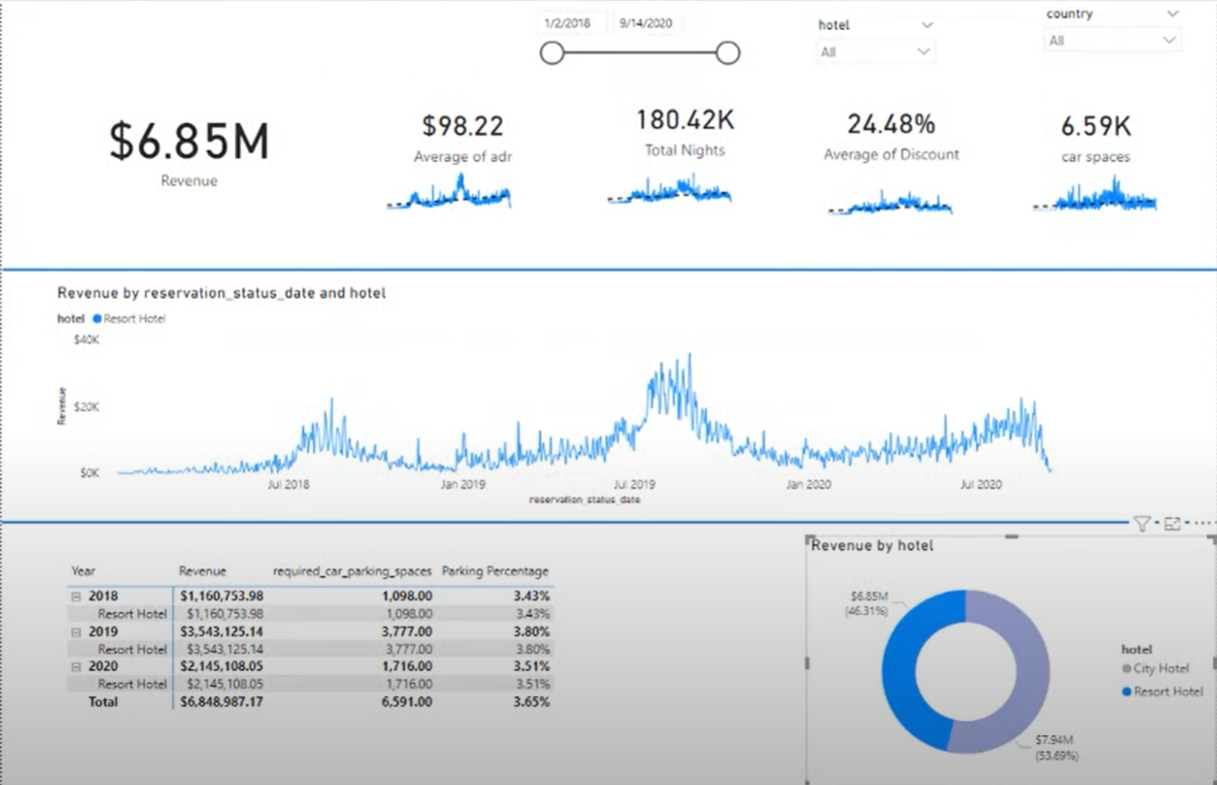 1/2/2018 9/14/2020
hotel
All
country
All
$6.85M
Revenue
$98.22
Average of adr
180.42K
Total Nights
24.48%
Average of Discount
6.59K
car spaces
Revenue by reservation_status_date and hotel
hotel Resort Hotel
$40K
$20K
$0K
Revenue
Jul 2018 Jan 2019 Jul 2019 Jan 2020 Jul 2020
reservation_status_date
Year Revenue required_car_parking_spaces Parking Percentage
2018 $1,160,753.98 1,098.00 3.43%
Resort Hotel $1,160,753.98 1,098.00 3.43%
2019 $3,543,125.14 3,777.00 3.80%
Resort Hotel $3,543,125.14 3,777.00 3.80%
2020 $2,145,108.05 1,716.00 3.51%
Resort Hotel $2,145,108.05 1,716.00 3.51%
Total $6,848,987.17 6,591.00 3.65%
Revenue by hotel
$6.85M
(46.31%)
$7.94M
(53.69%)
hotel
City Hotel
Resort Hotel